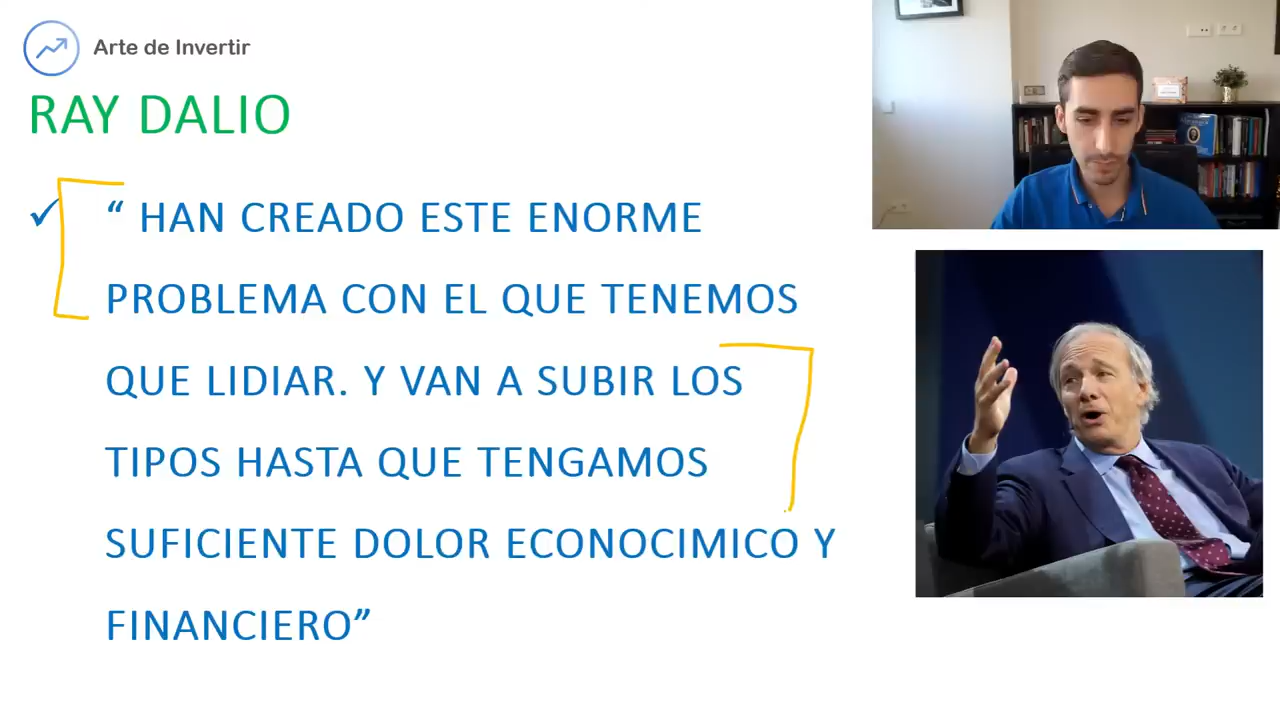 Arte de Invertir
RAY DALIO
“ HAN CREADO ESTE ENORME
PROBLEMA CON EL QUE TENEMOS
QUE LIDIAR. Y VAN A SUBIR LOS
TIPOS HASTA QUE TENGAMOS
SUFICIENTE DOLOR ECONOCIMICO Y
FINANCIERO”